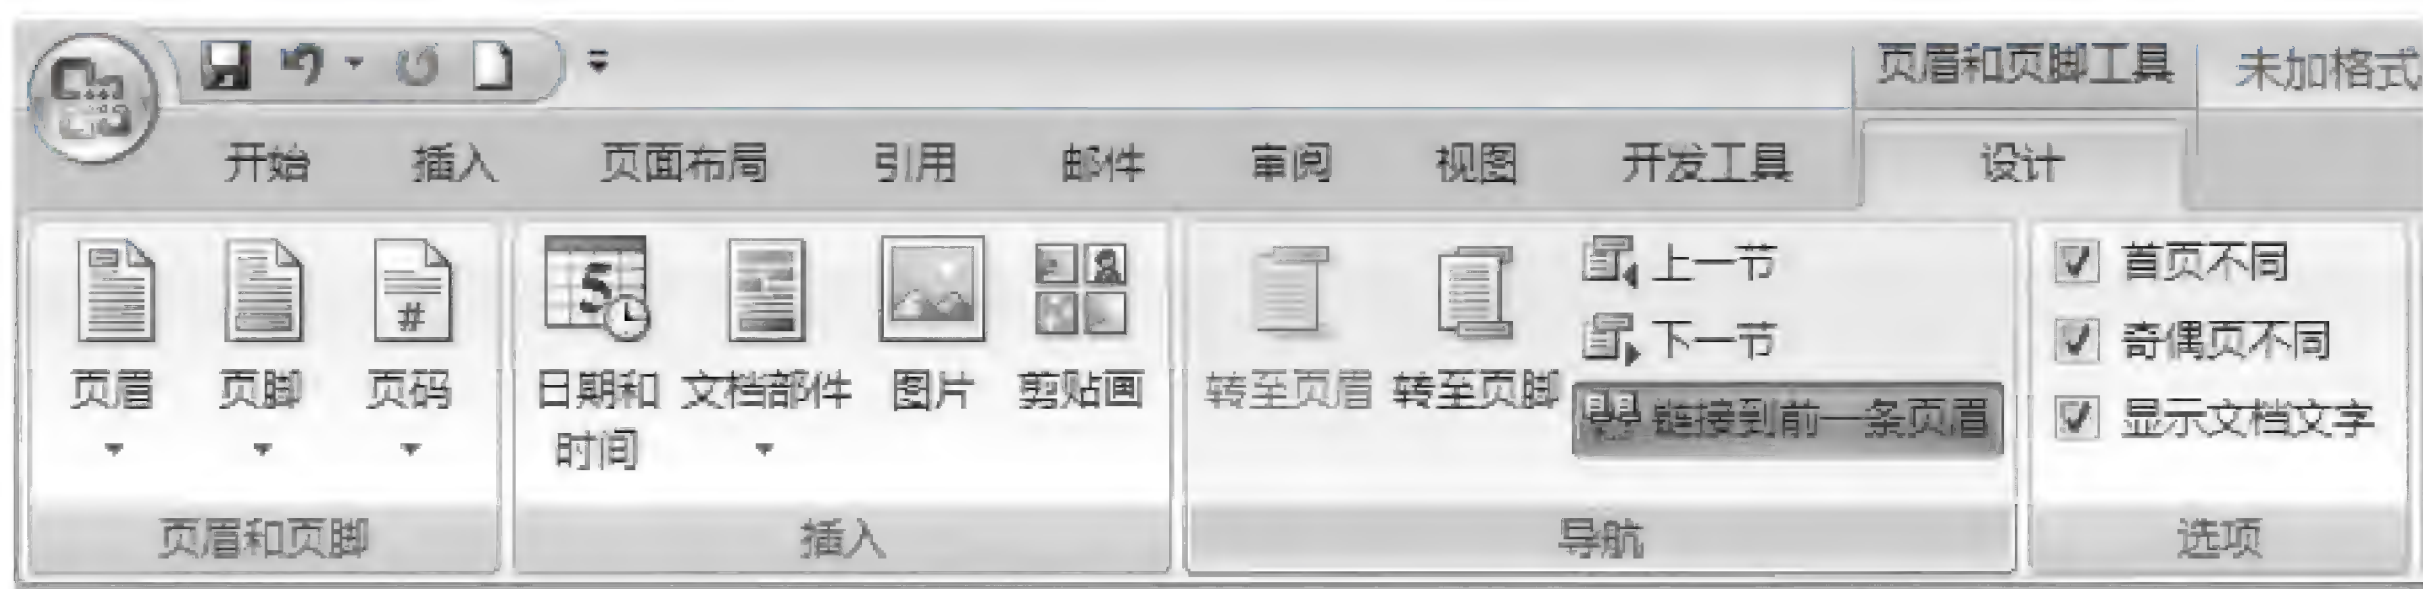 页眉和页脚工具 未加格式
开始 插入 页面布局 引用 邮件 审阅 视图 开发工具 设计
页眉 页脚 页码
日期和时间 文档部件 图片 剪贴画
转至页眉 转至页脚
上一节
下一节
链接到前一条页眉
首页不同
奇偶页不同
显示文档文字
页眉和页脚 插入 导航 选项